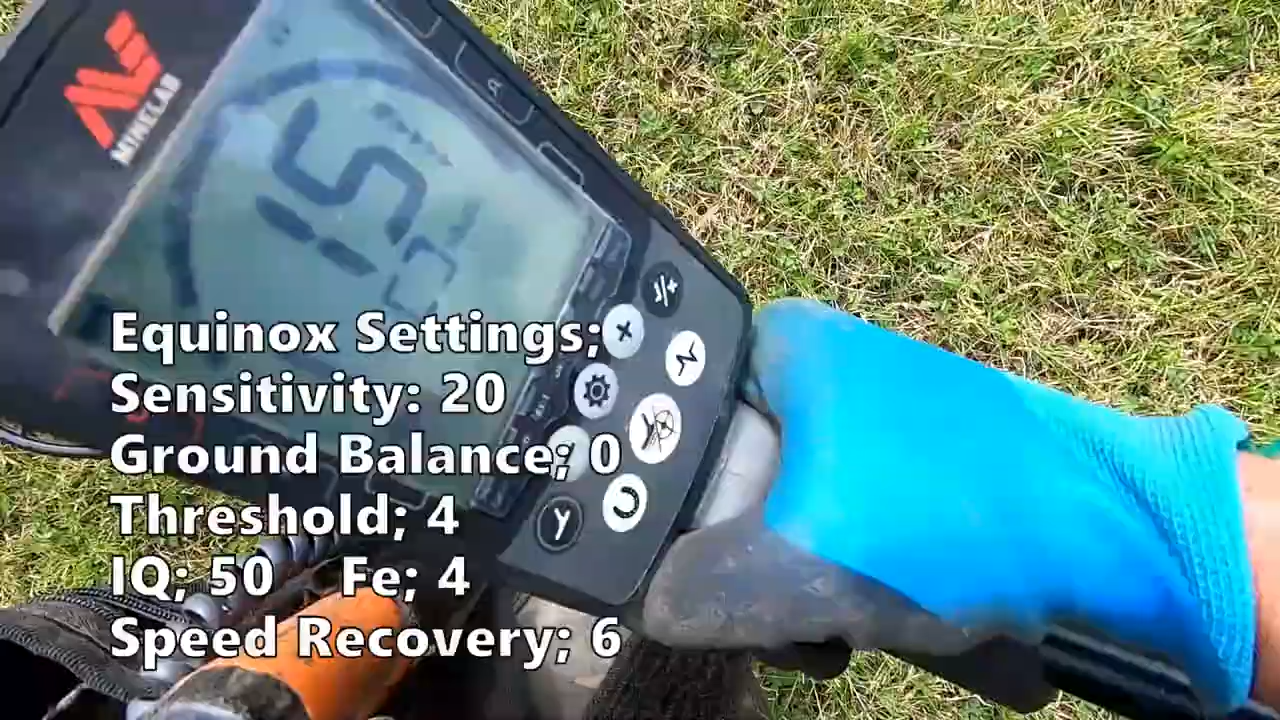 MINELAB
15
Equinox Settings;
Sensitivity: 20
Ground Balance; 0
Threshold; 4
IQ; 50 Fe; 4
Speed Recovery; 6